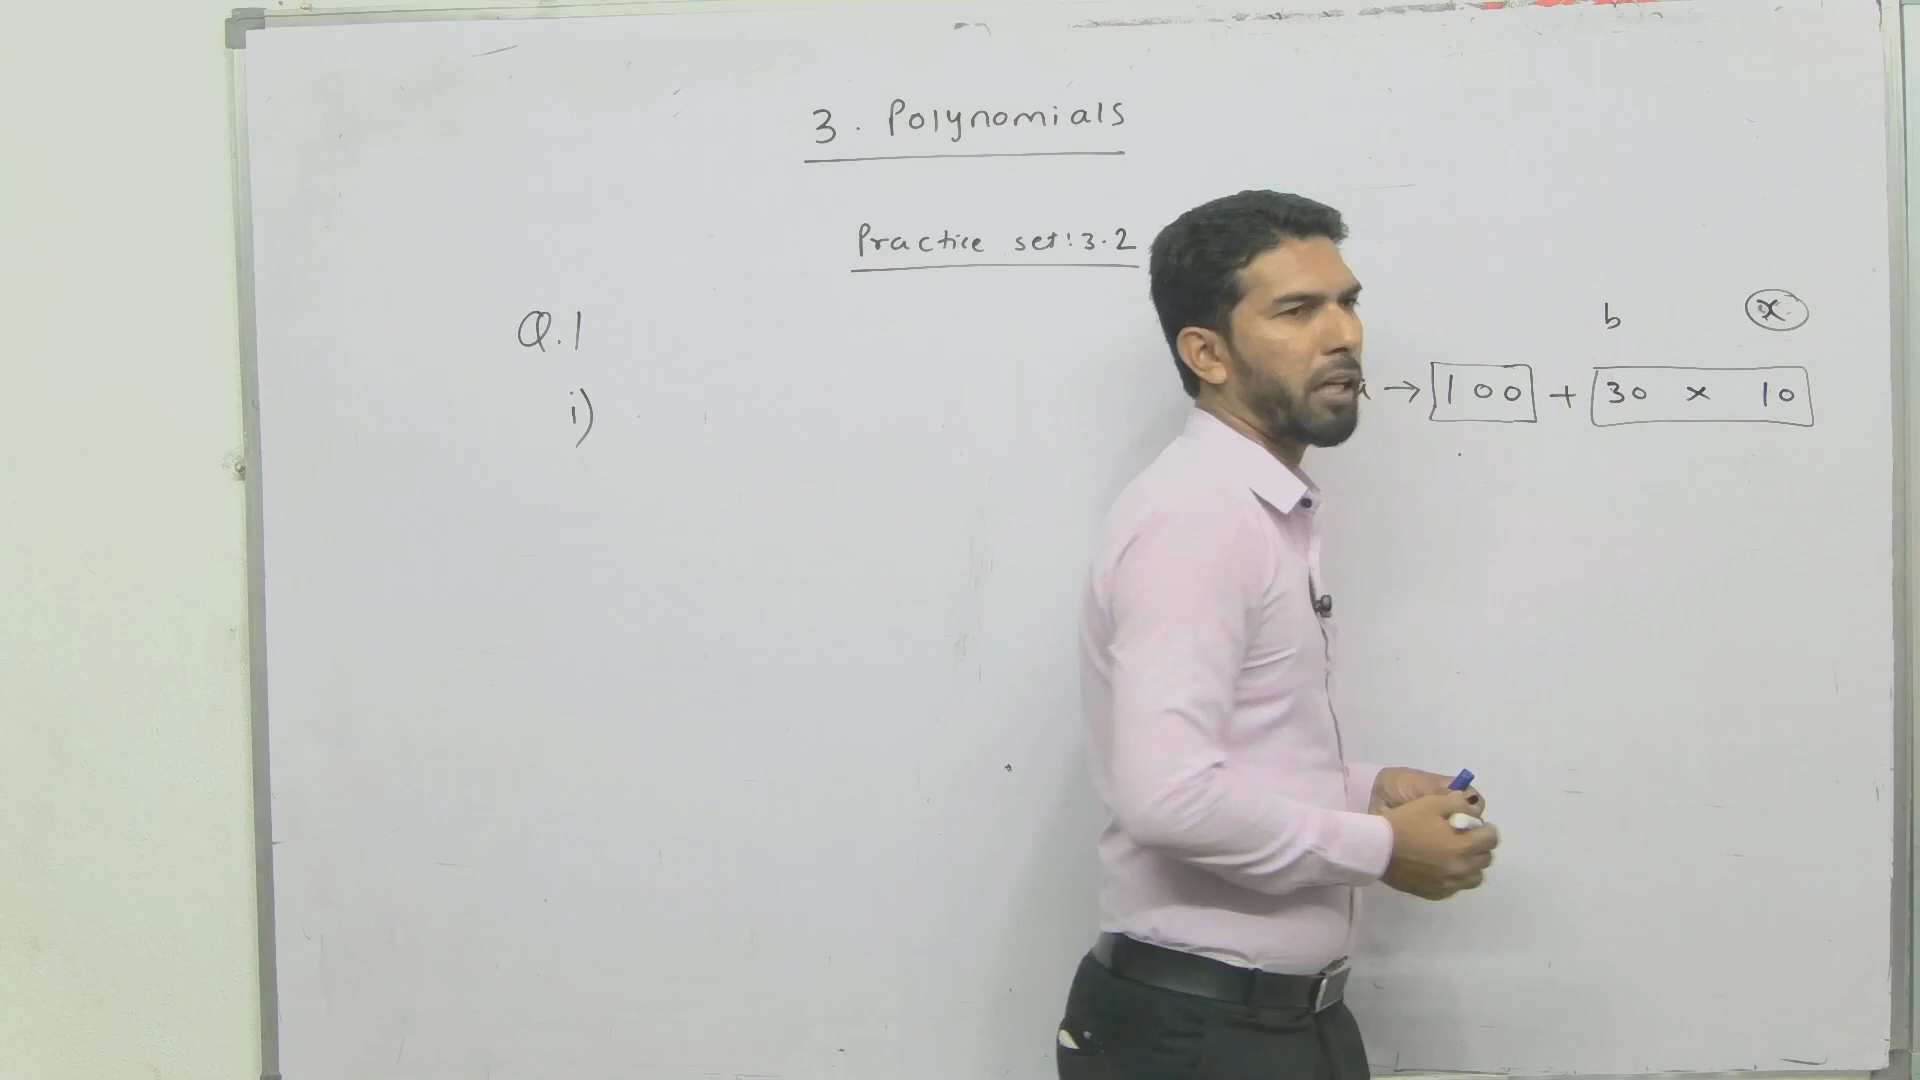 3. Polynomials
Practice set: 3.2
Q.1
i)
b x
→ 100 + 30 × 10